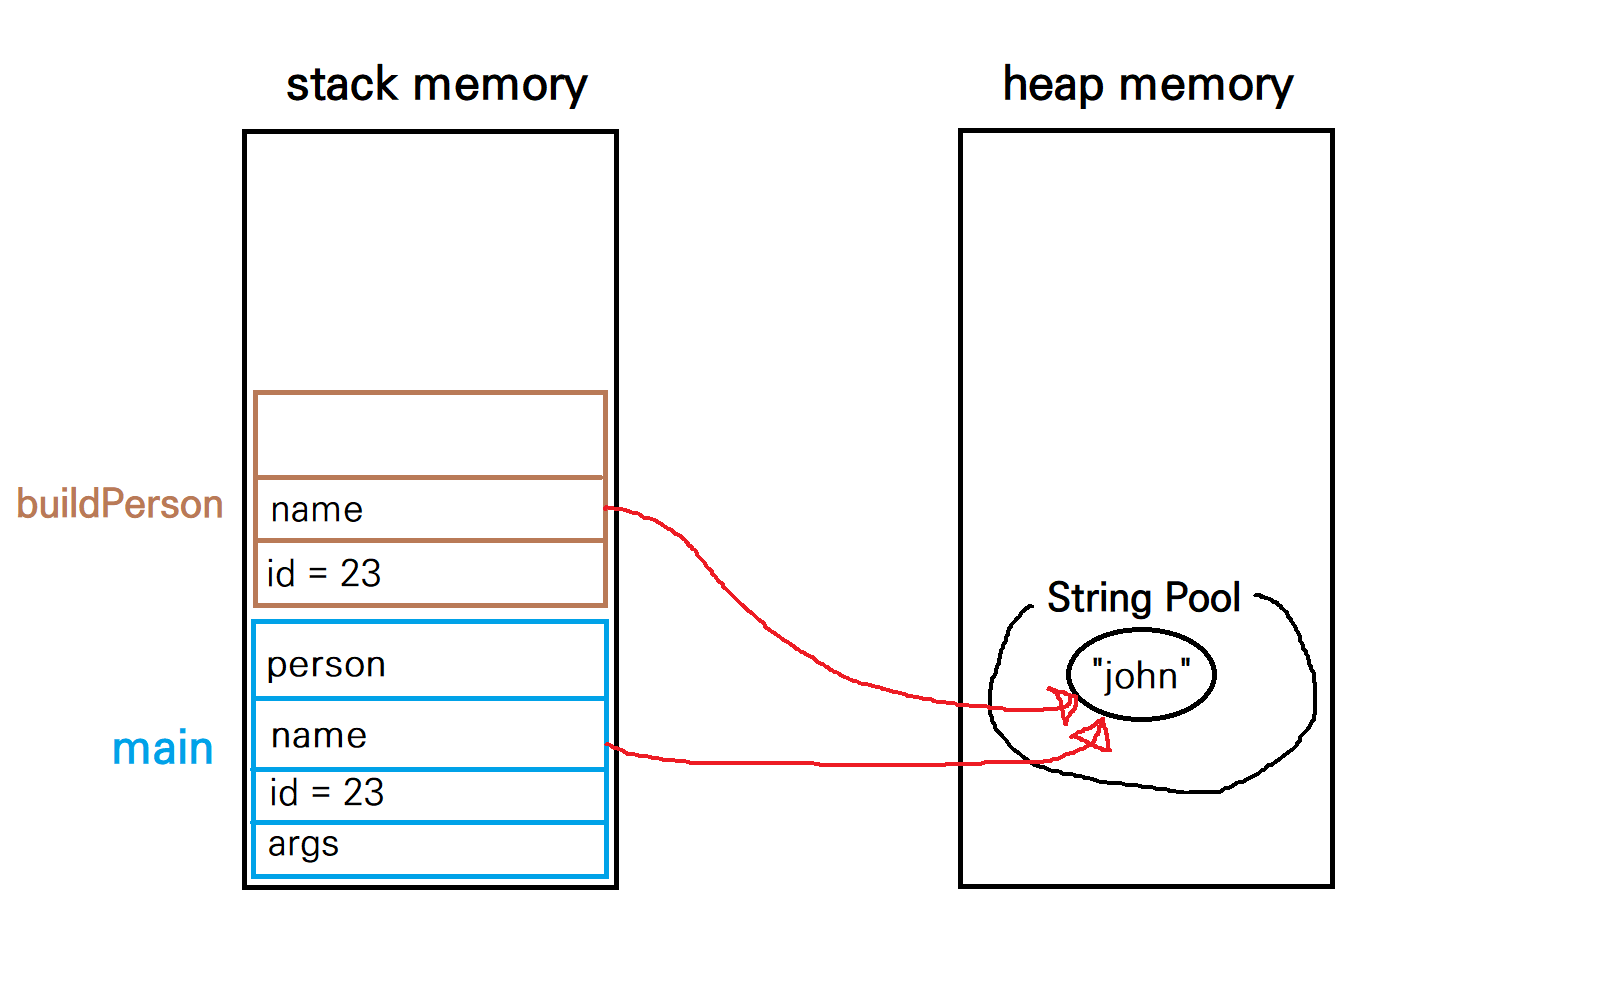 stack memory
heap memory
buildPerson
name
id = 23
main
person
name
id = 23
args
String Pool
"john"